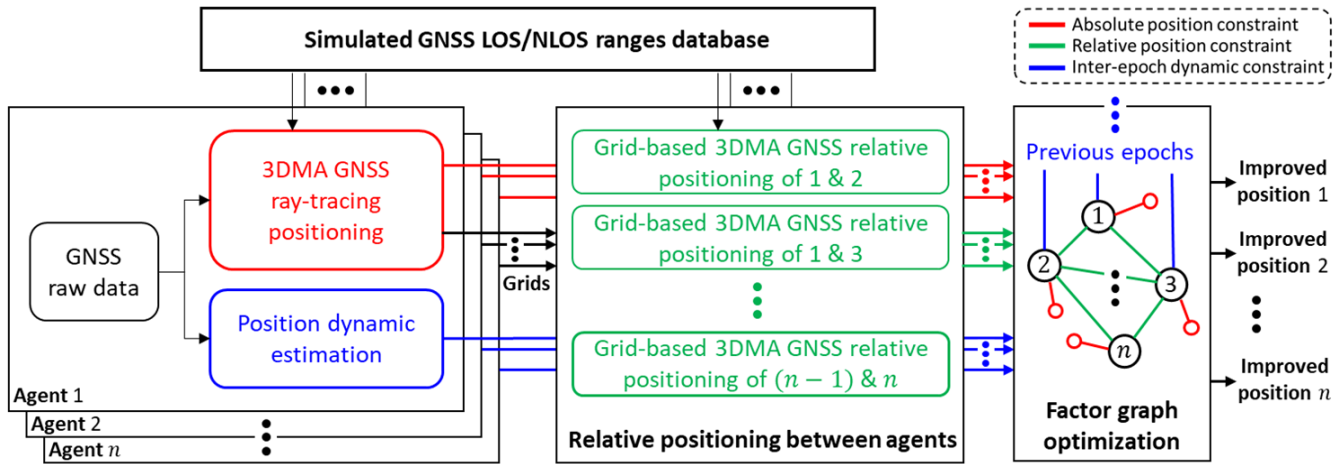 Simulated GNSS LOS/NLOS ranges database
Absolute position constraint
Relative position constraint
Inter-epoch dynamic constraint
GNSS
raw data
3DMA GNSS
ray-tracing
positioning
Position dynamic
estimation
Agent 1
Agent 2
Agent n
Grids
Grid-based 3DMA GNSS relative
positioning of 1 & 2
Grid-based 3DMA GNSS relative
positioning of 1 & 3
Grid-based 3DMA GNSS relative
positioning of (n − 1) & n
Relative positioning between agents
Previous epochs
1
2
3
n
Factor graph
optimization
Improved
position 1
Improved
position 2
Improved
position n